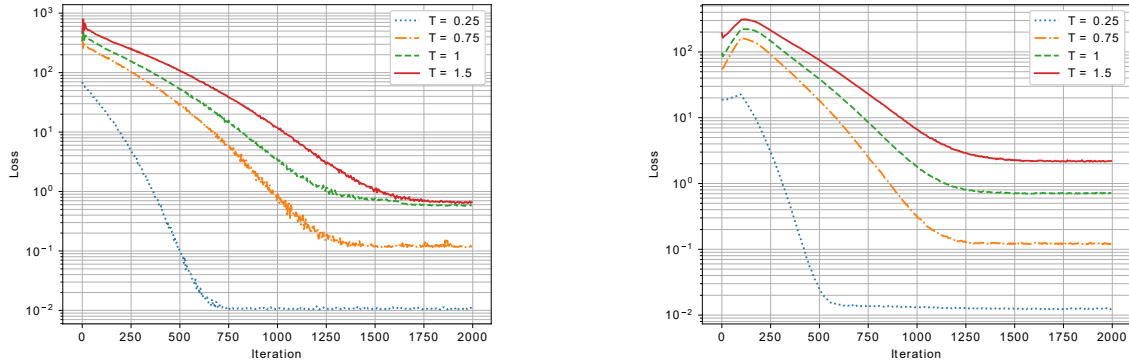 10³
10²
10¹
10⁰
10⁻¹
10⁻²
Loss
0 250 500 750 1000 1250 1500 1750 2000
Iteration
T = 0.25
T = 0.75
T = 1
T = 1.5
10²
10¹
10⁰
10⁻¹
10⁻²
Loss
0 250 500 750 1000 1250 1500 1750 2000
Iteration
T = 0.25
T = 0.75
T = 1
T = 1.5